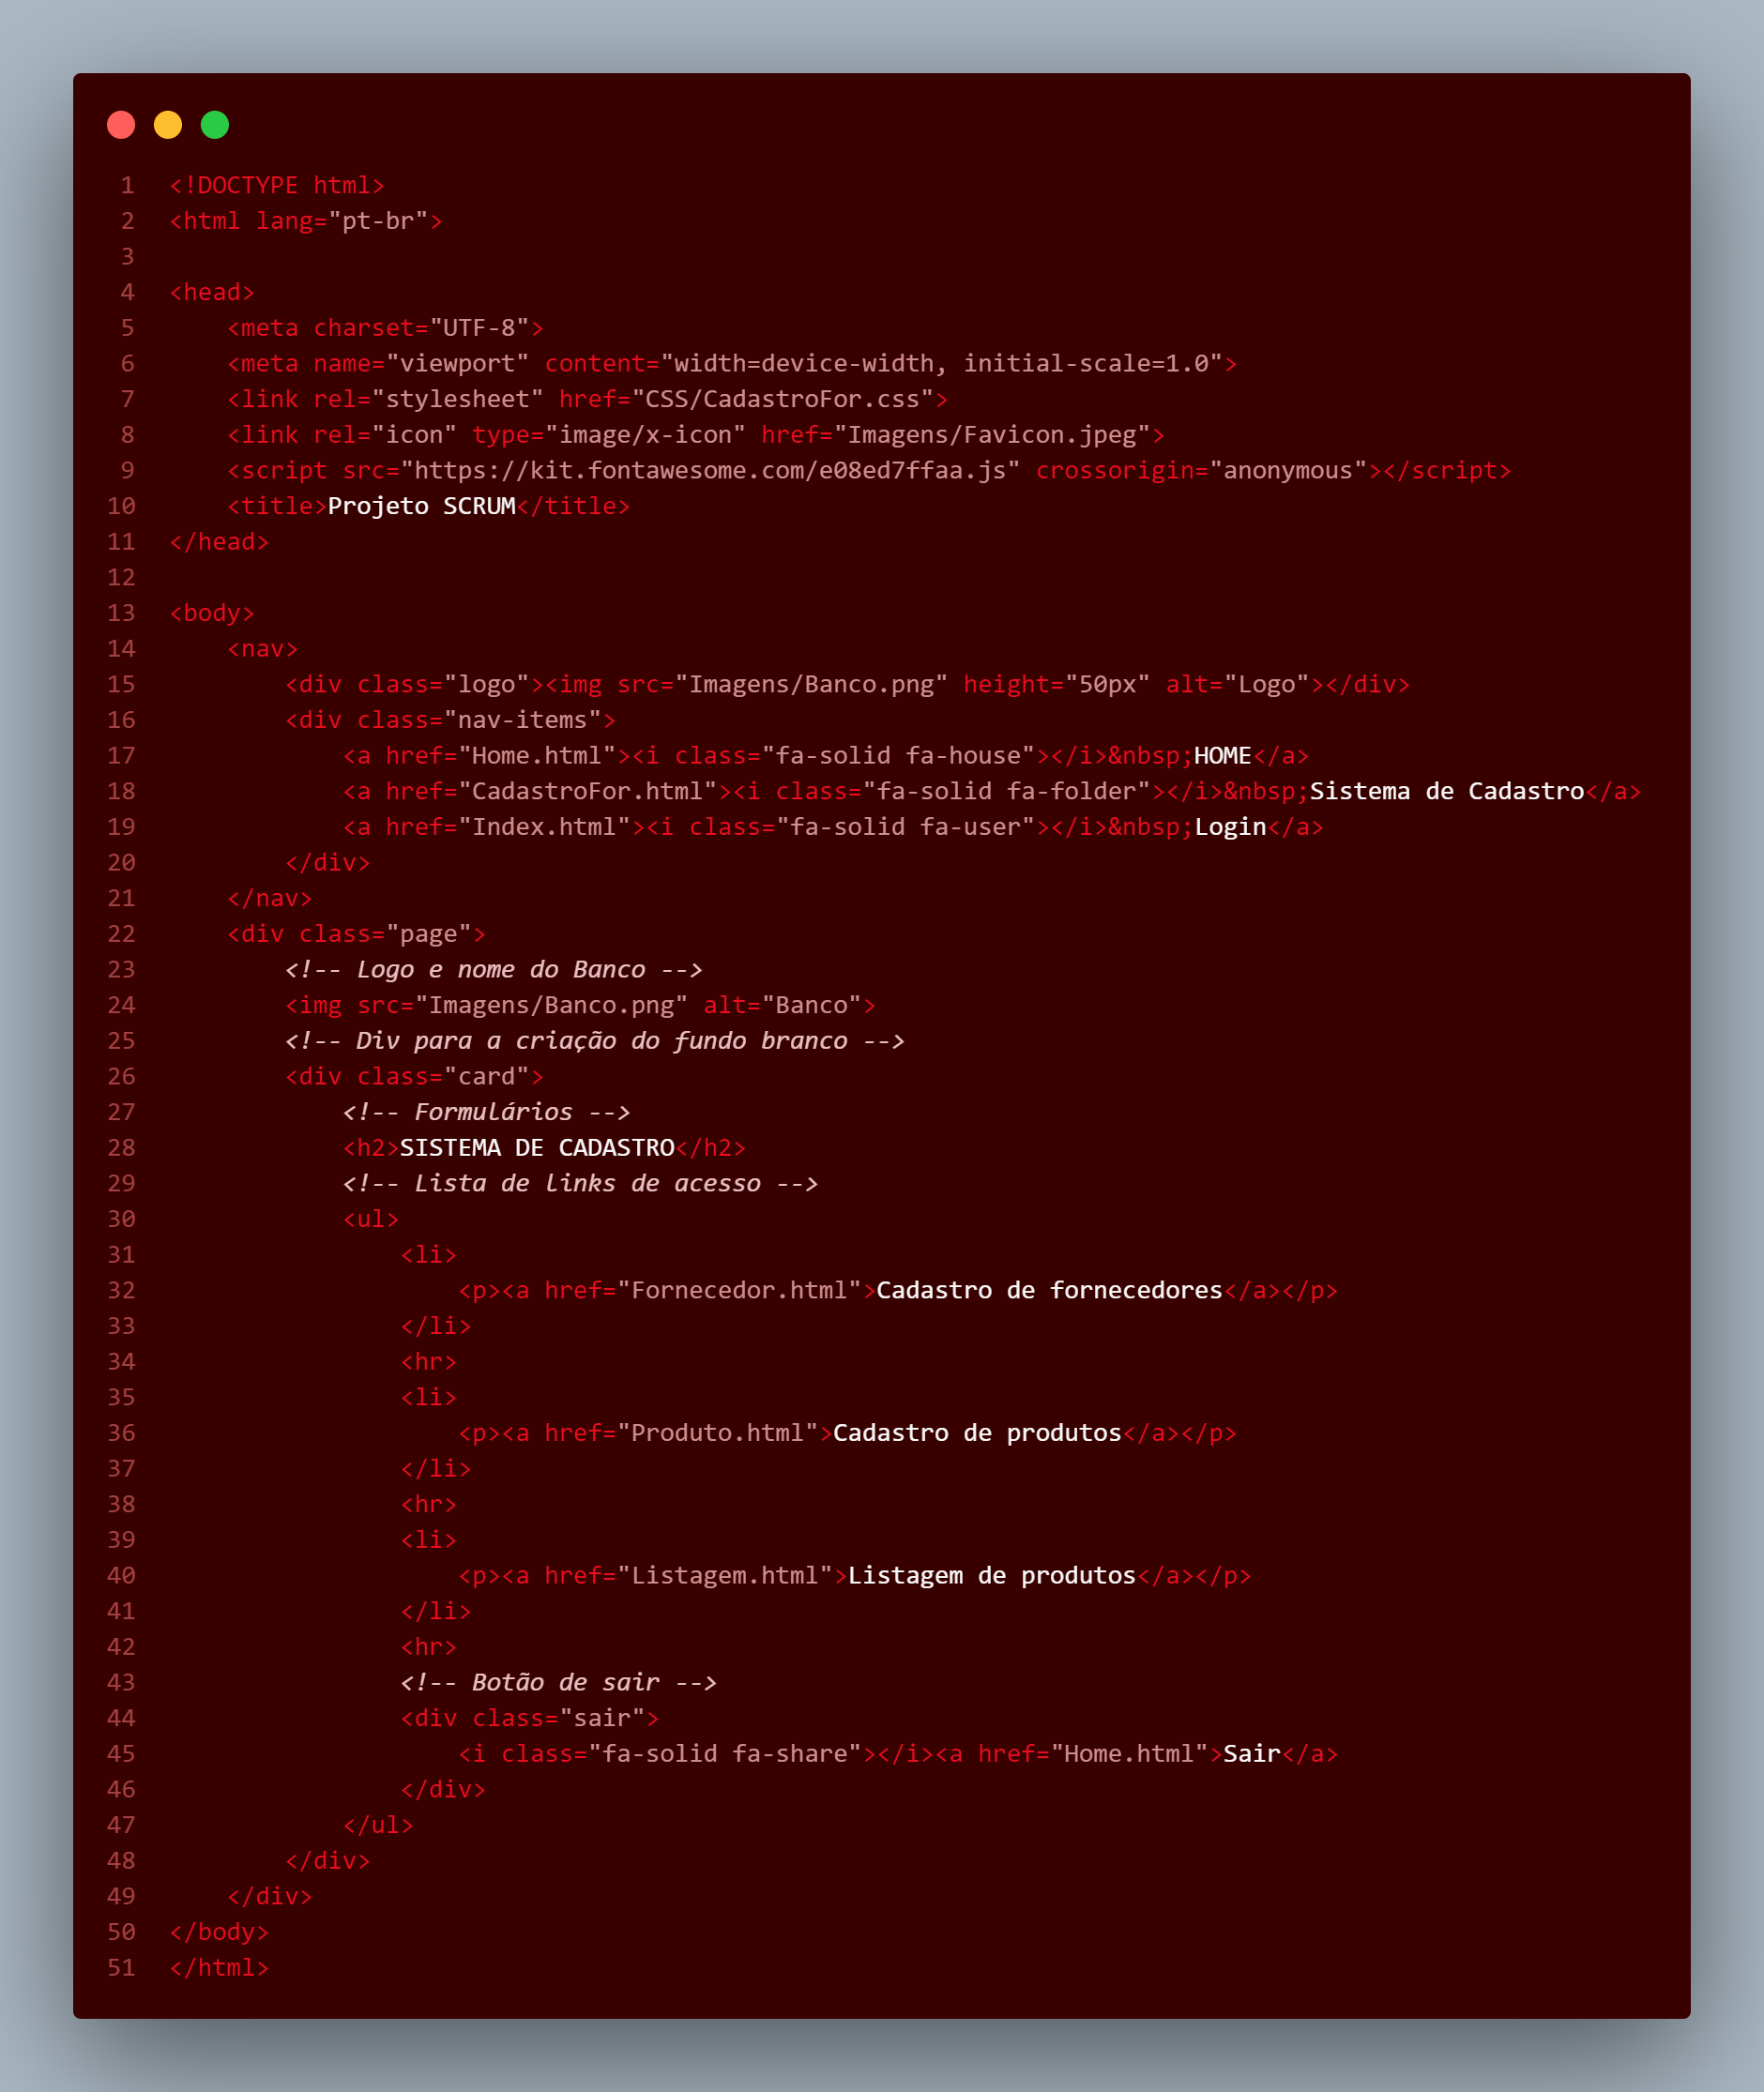 1 <!DOCTYPE html>
2 <html lang="pt-br">
3
4 <head>
5     <meta charset="UTF-8">
6     <meta name="viewport" content="width=device-width, initial-scale=1.0">
7     <link rel="stylesheet" href="CSS/CadastroFor.css">
8     <link rel="icon" type="image/x-icon" href="Imagens/Favicon.jpeg">
9     <script src="https://kit.fontawesome.com/e08ed7ffaa.js" crossorigin="anonymous"></script>
10     <title>Projeto SCRUM</title>
11 </head>
12
13 <body>
14     <nav>
15         <div class="logo"><img src="Imagens/Banco.png" height="50px" alt="Logo"></div>
16         <div class="nav-items">
17             <a href="Home.html"><i class="fa-solid fa-house"></i>&nbsp;HOME</a>
18             <a href="CadastroFor.html"><i class="fa-solid fa-folder"></i>&nbsp;Sistema de Cadastro</a>
19             <a href="Index.html"><i class="fa-solid fa-user"></i>&nbsp;Login</a>
20         </div>
21     </nav>
22     <div class="page">
23         <!-- Logo e nome do Banco -->
24         <img src="Imagens/Banco.png" alt="Banco">
25         <!-- Div para a criação do fundo branco -->
26         <div class="card">
27             <!-- Formulários -->
28             <h2>SISTEMA DE CADASTRO</h2>
29             <!-- Lista de links de acesso -->
30             <ul>
31                 <li>
32                     <p><a href="Fornecedor.html">Cadastro de fornecedores</a></p>
33                 </li>
34                 <hr>
35                 <li>
36                     <p><a href="Produto.html">Cadastro de produtos</a></p>
37                 </li>
38                 <hr>
39                 <li>
40                     <p><a href="Listagem.html">Listagem de produtos</a></p>
41                 </li>
42                 <hr>
43                 <!-- Botão de sair -->
44                 <div class="sair">
45                     <i class="fa-solid fa-share"></i><a href="Home.html">Sair</a>
46                 </div>
47             </ul>
48         </div>
49     </div>
50 </body>
51 </html>